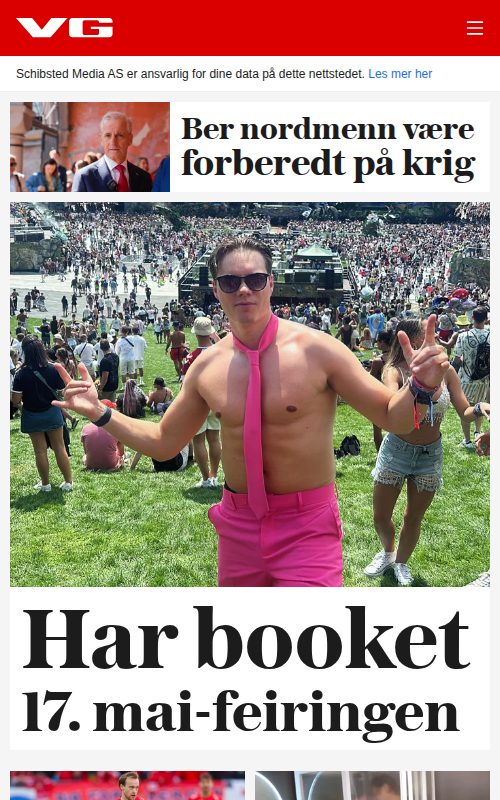 VG
Schibsted Media AS er ansvarlig for dine data på dette nettstedet. Les mer her
Ber nordmenn være
forberedt på krig
Har booket
17. mai-feiringen